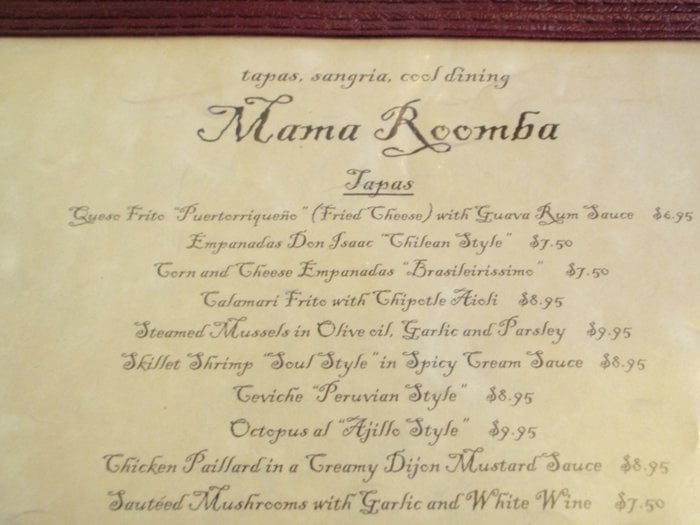 tapas, sangria, cool dining
Mama Roomba
Tapas
Queso Frito "Puertorriqueño" (Fried Cheese) with Guava Rum Sauce $6.95
Empanadas Don Isaac "Chilean Style" $7.50
Corn and Cheese Empanadas "Brasileirissimo" $7.50
Calamari Frito with Chipotle Aioli $8.95
Steamed Mussels in Olive oil, Garlic and Parsley $9.95
Skillet Shrimp "Soul Style" in Spicy Cream Sauce $8.95
Ceviche "Peruvian Style" $8.95
Octopus al "Ajillo Style" $9.95
Chicken Paillard in a Creamy Dijon Mustard Sauce $8.95
Sautéed Mushrooms with Garlic and White Wine $7.50